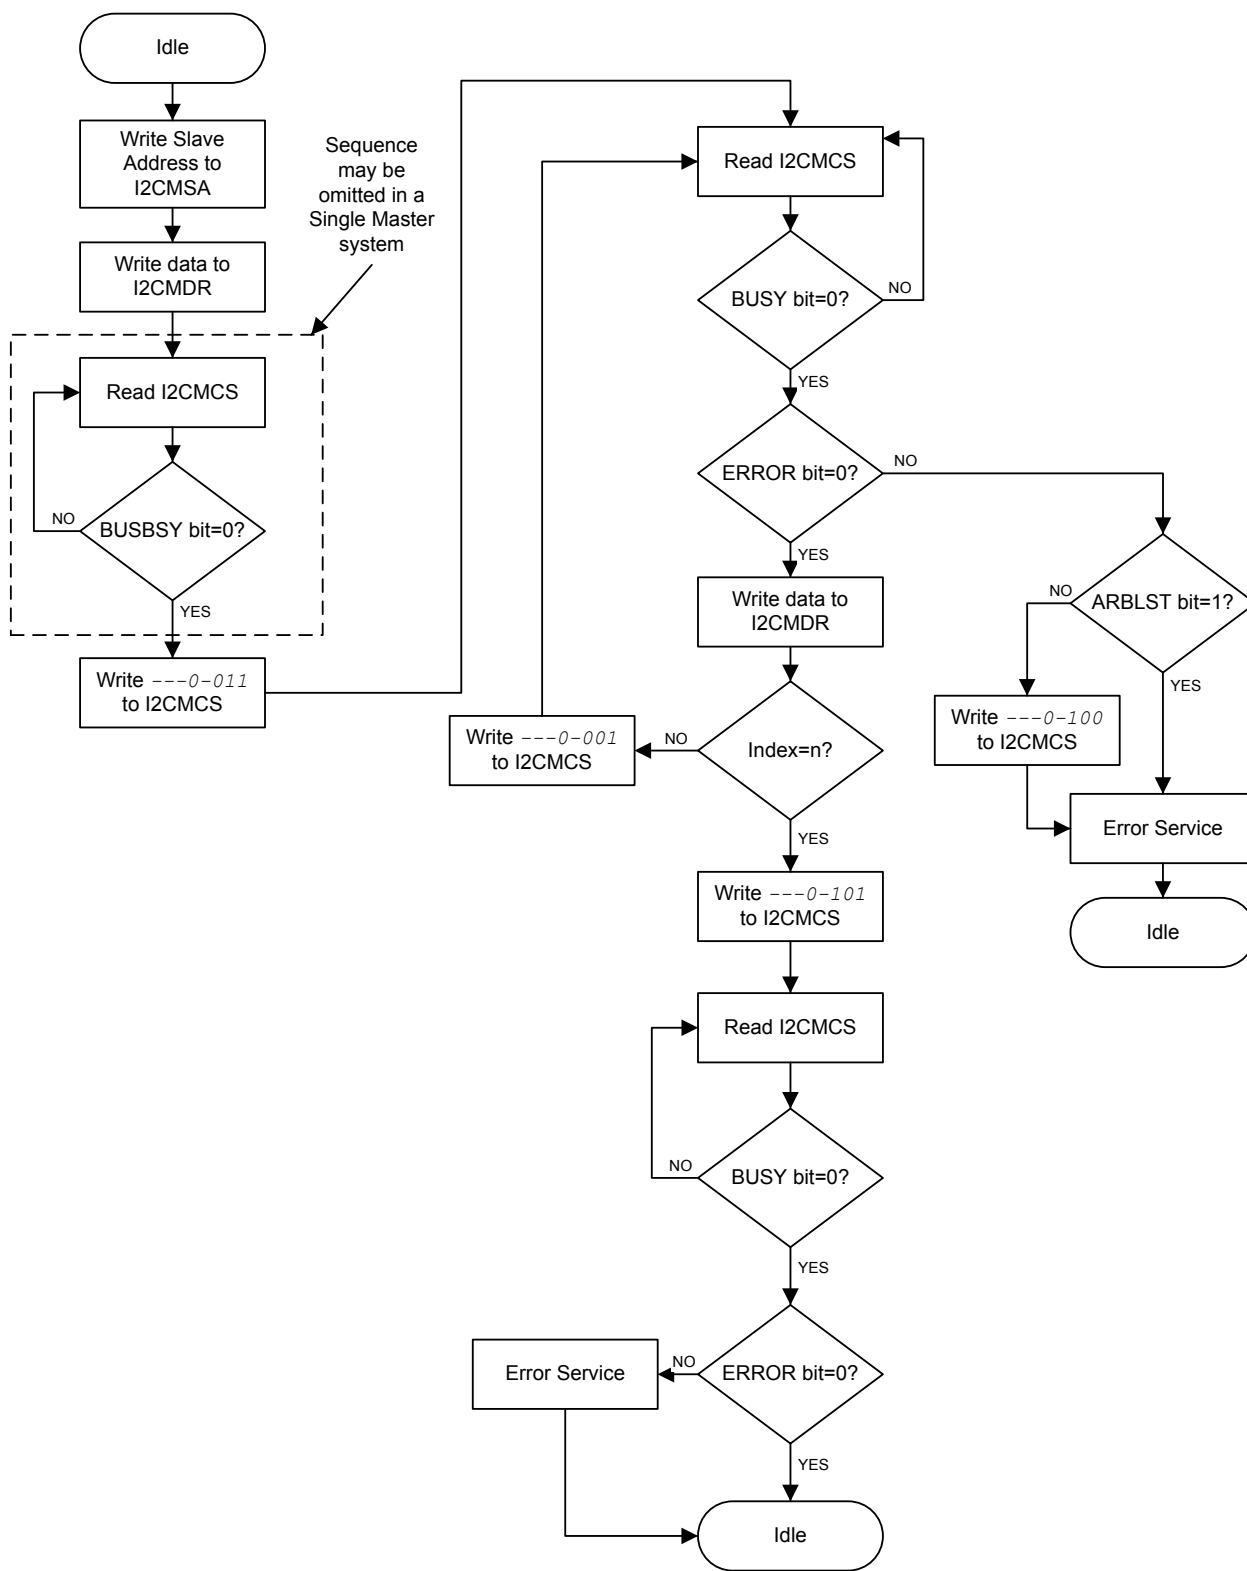 Idle
Write Slave
Address to
I2CMSA
Write data to
I2CMDR
Sequence
may be
omitted in a
Single Master
system
Read I2CMCS
NO
BUSBSY bit=0?
YES
Write ---0-011
to I2CMCS
Read I2CMCS
BUSY bit=0?
NO
YES
ERROR bit=0?
NO
YES
Write data to
I2CMDR
Index=n?
NO
Write ---0-001
to I2CMCS
YES
Write ---0-101
to I2CMCS
Read I2CMCS
BUSY bit=0?
NO
YES
ERROR bit=0?
NO
Error Service
YES
Idle
ARBLST bit=1?
NO
Write ---0-100
to I2CMCS
YES
Error Service
Idle